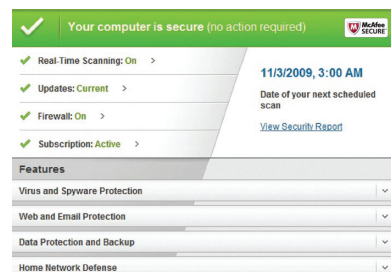 Your computer is secure (no action required)
McAfee
SECURE
Real-Time Scanning: On >
Updates: Current >
Firewall: On >
Subscription: Active >
11/3/2009, 3:00 AM
Date of your next scheduled
scan
View Security Report
Features
Virus and Spyware Protection
Web and Email Protection
Data Protection and Backup
Home Network Defense